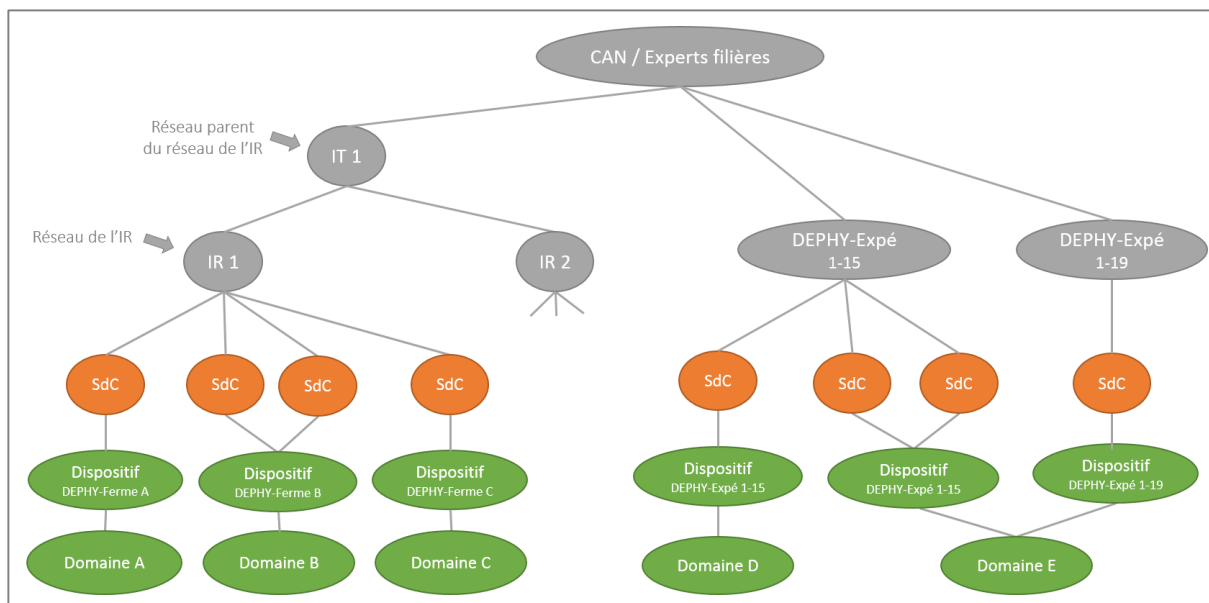 CAN / Experts filières
Réseau parent
du réseau de l'IR
IT 1
Réseau de l'IR
IR 1
IR 2
DEPHY-Expé
1-15
DEPHY-Expé
1-19
SdC
SdC
SdC
SdC
SdC
SdC
SdC
SdC
Dispositif
DEPHY-Ferme A
Dispositif
DEPHY-Ferme B
Dispositif
DEPHY-Ferme C
Dispositif
DEPHY-Expé 1-15
Dispositif
DEPHY-Expé 1-15
Dispositif
DEPHY-Expé 1-19
Domaine A
Domaine B
Domaine C
Domaine D
Domaine E